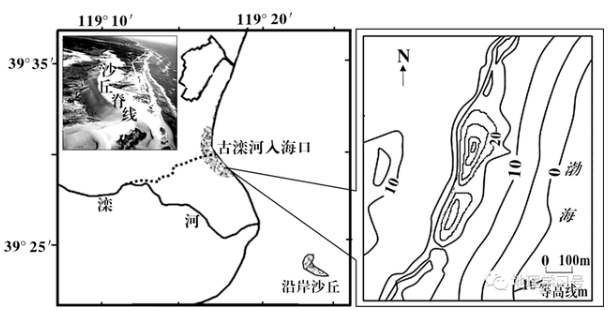 119°10′
119°20′
39°35′
39°25′
沙丘脊线
古滦河入海口
滦
河
沿岸沙丘
N
20
10
10
0
渤
海
0 100m
等高线m